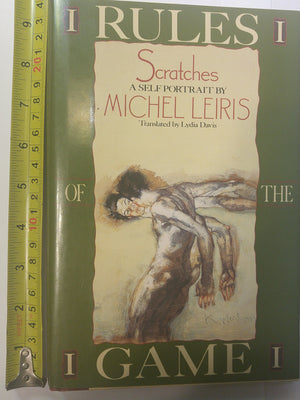 I RULES I
Scratches
A SELF PORTRAIT BY
MICHEL LEIRIS
Translated by Lydia Davis
OF THE
I GAME I